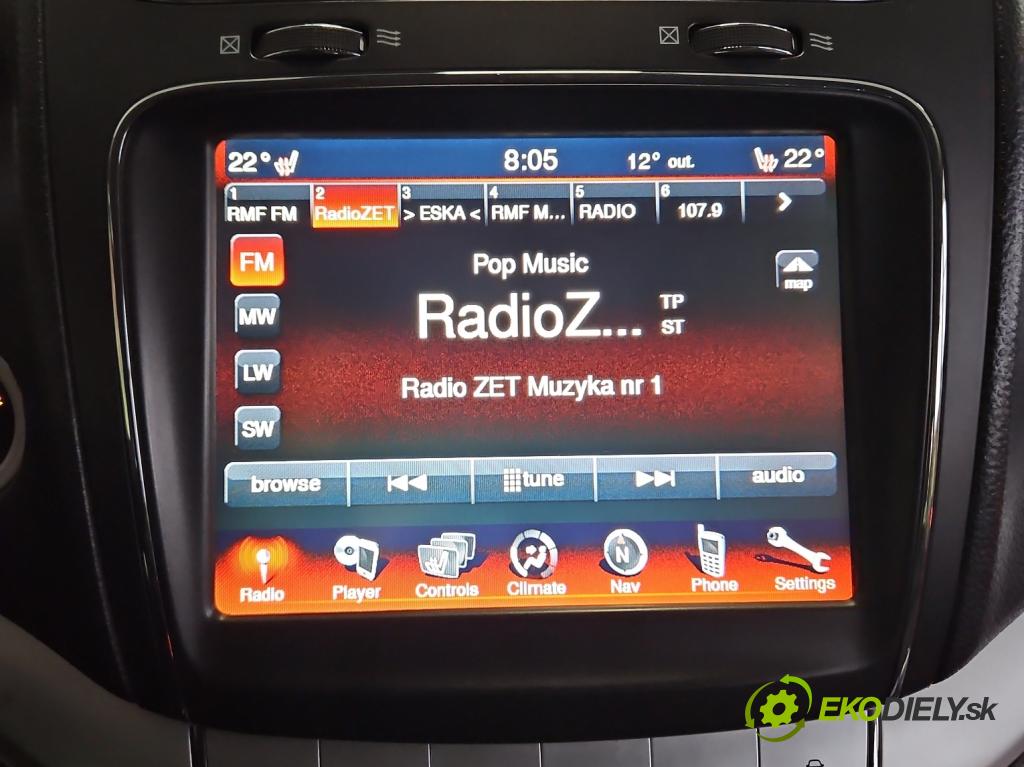 22° 8:05 12° out. 22°
1 2 3 4 5 6
RMF FM RadioZET > ESKA < RMF M... RADIO 107.9 >
FM
Pop Music
map
RadioZ... TP
ST
MW
LW
Radio ZET Muzyka nr 1
SW
browse tune audio
N
Radio Player Controls Climate Nav Phone Settings
EKODIELY.sk